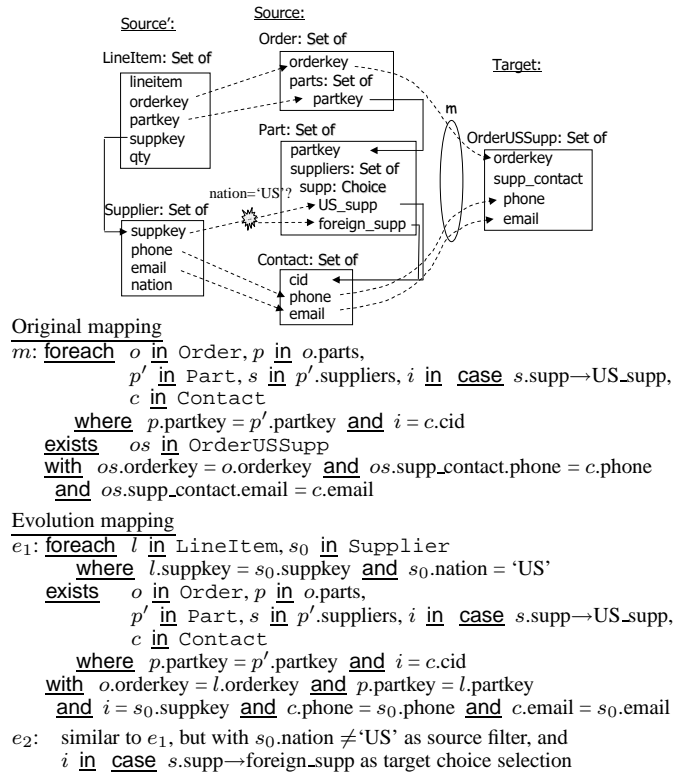 Source':
Source:
Target:
LineItem: Set of
lineitem
orderkey
partkey
suppkey
qty
Supplier: Set of
suppkey
phone
email
nation
nation='US'?
Order: Set of
orderkey
parts: Set of
partkey
Part: Set of
partkey
suppliers: Set of
supp: Choice
US_supp
foreign_supp
Contact: Set of
cid
phone
email
m
OrderUSSupp: Set of
orderkey
supp_contact
phone
email
Original mapping
m: foreach o in Order, p in o.parts,
p′ in Part, s in p′.suppliers, i in case s.supp→US_supp,
c in Contact
where p.partkey = p′.partkey and i = c.cid
exists os in OrderUSSupp
with os.orderkey = o.orderkey and os.supp_contact.phone = c.phone
and os.supp_contact.email = c.email
Evolution mapping
e₁: foreach l in LineItem, s₀ in Supplier
where l.suppkey = s₀.suppkey and s₀.nation = ‘US’
exists o in Order, p in o.parts,
p′ in Part, s in p′.suppliers, i in case s.supp→US_supp,
c in Contact
where p.partkey = p′.partkey and i = c.cid
with o.orderkey = l.orderkey and p.partkey = l.partkey
and i = s₀.suppkey and c.phone = s₀.phone and c.email = s₀.email
e₂: similar to e₁, but with s₀.nation ≠‘US’ as source filter, and
i in case s.supp→foreign_supp as target choice selection